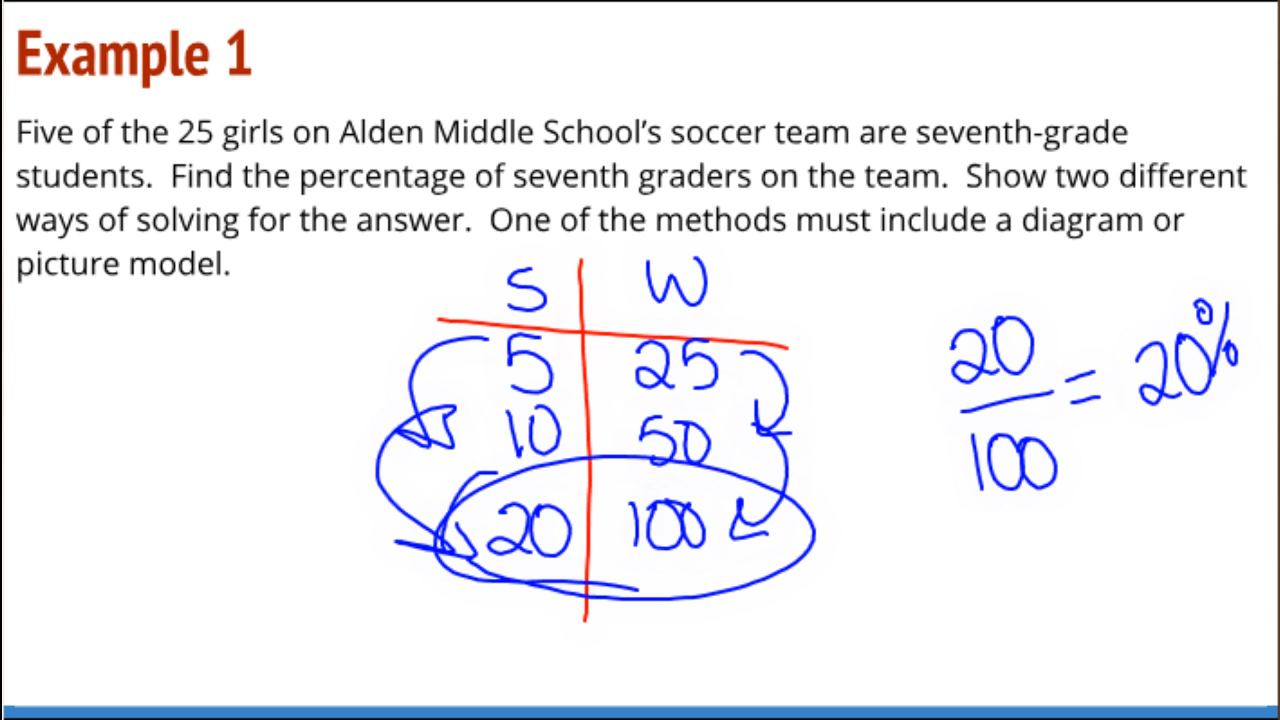 Example 1
Five of the 25 girls on Alden Middle School's soccer team are seventh-grade
students. Find the percentage of seventh graders on the team. Show two different
ways of solving for the answer. One of the methods must include a diagram or
picture model.
S W
5 25
10 50
20 100
20/100 = 20%